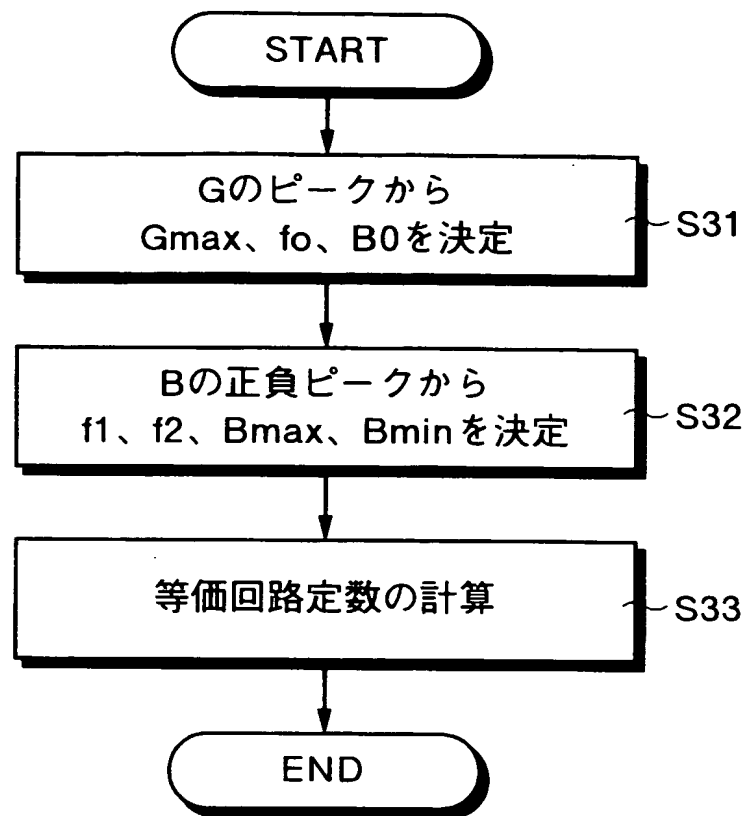 START
Gのピークから
Gmax、fo、B0を決定
S31
Bの正負ピークから
f1、f2、Bmax、Bminを決定
S32
等価回路定数の計算
S33
END